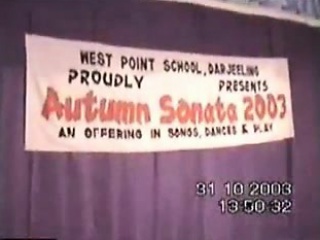 WEST POINT SCHOOL, DARJEELING
PROUDLY PRESENTS
Autumn Sonata 2003
AN OFFERING IN SONGS, DANCES & PLAY
31 10 2003
13:50:32